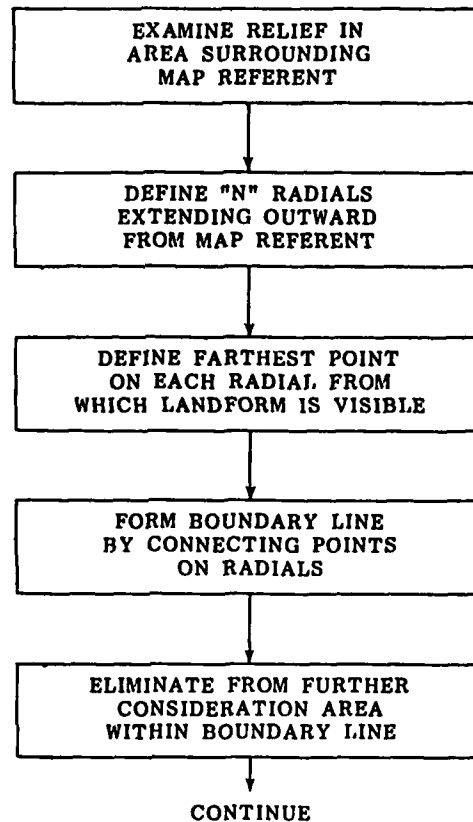 EXAMINE RELIEF IN
AREA SURROUNDING
MAP REFERENT
DEFINE "N" RADIALS
EXTENDING OUTWARD
FROM MAP REFERENT
DEFINE FARTHEST POINT
ON EACH RADIAL FROM
WHICH LANDFORM IS VISIBLE
FORM BOUNDARY LINE
BY CONNECTING POINTS
ON RADIALS
ELIMINATE FROM FURTHER
CONSIDERATION AREA
WITHIN BOUNDARY LINE
CONTINUE